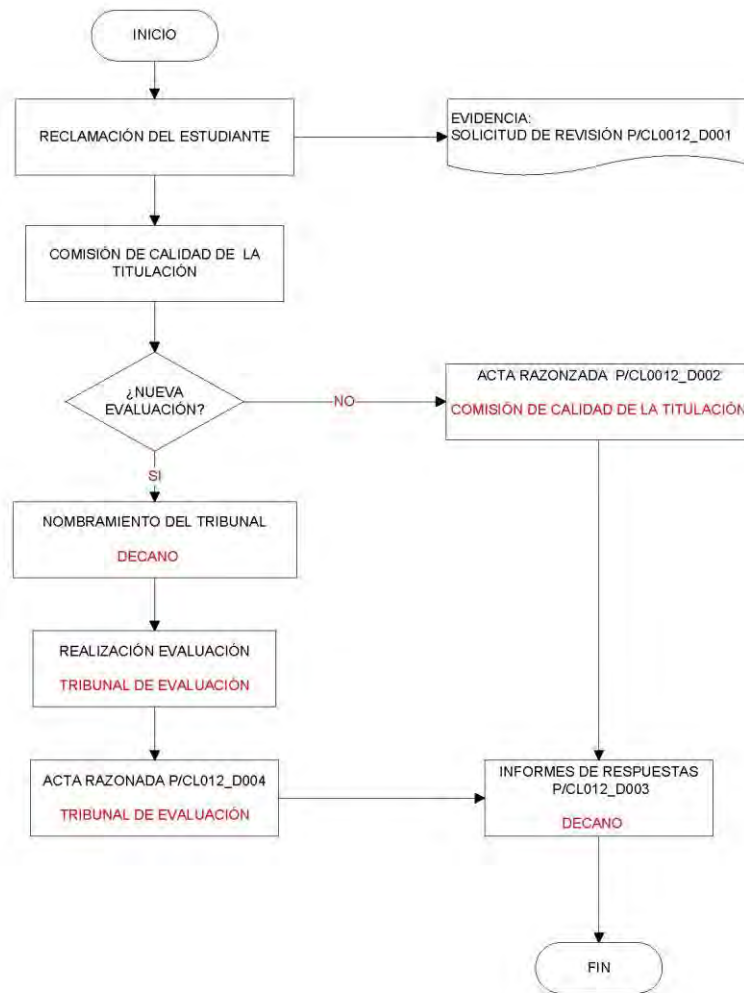 INICIO
RECLAMACIÓN DEL ESTUDIANTE
EVIDENCIA:
SOLICITUD DE REVISIÓN P/CL0012_D001
COMISIÓN DE CALIDAD DE LA
TITULACIÓN
¿NUEVA
EVALUACIÓN?
NO
ACTA RAZONZADA P/CL0012_D002
COMISIÓN DE CALIDAD DE LA TITULACIÓN
SI
NOMBRAMIENTO DEL TRIBUNAL
DECANO
REALIZACIÓN EVALUACIÓN
TRIBUNAL DE EVALUACIÓN
ACTA RAZONADA P/CL012_D004
TRIBUNAL DE EVALUACIÓN
INFORMES DE RESPUESTAS
P/CL012_D003
DECANO
FIN